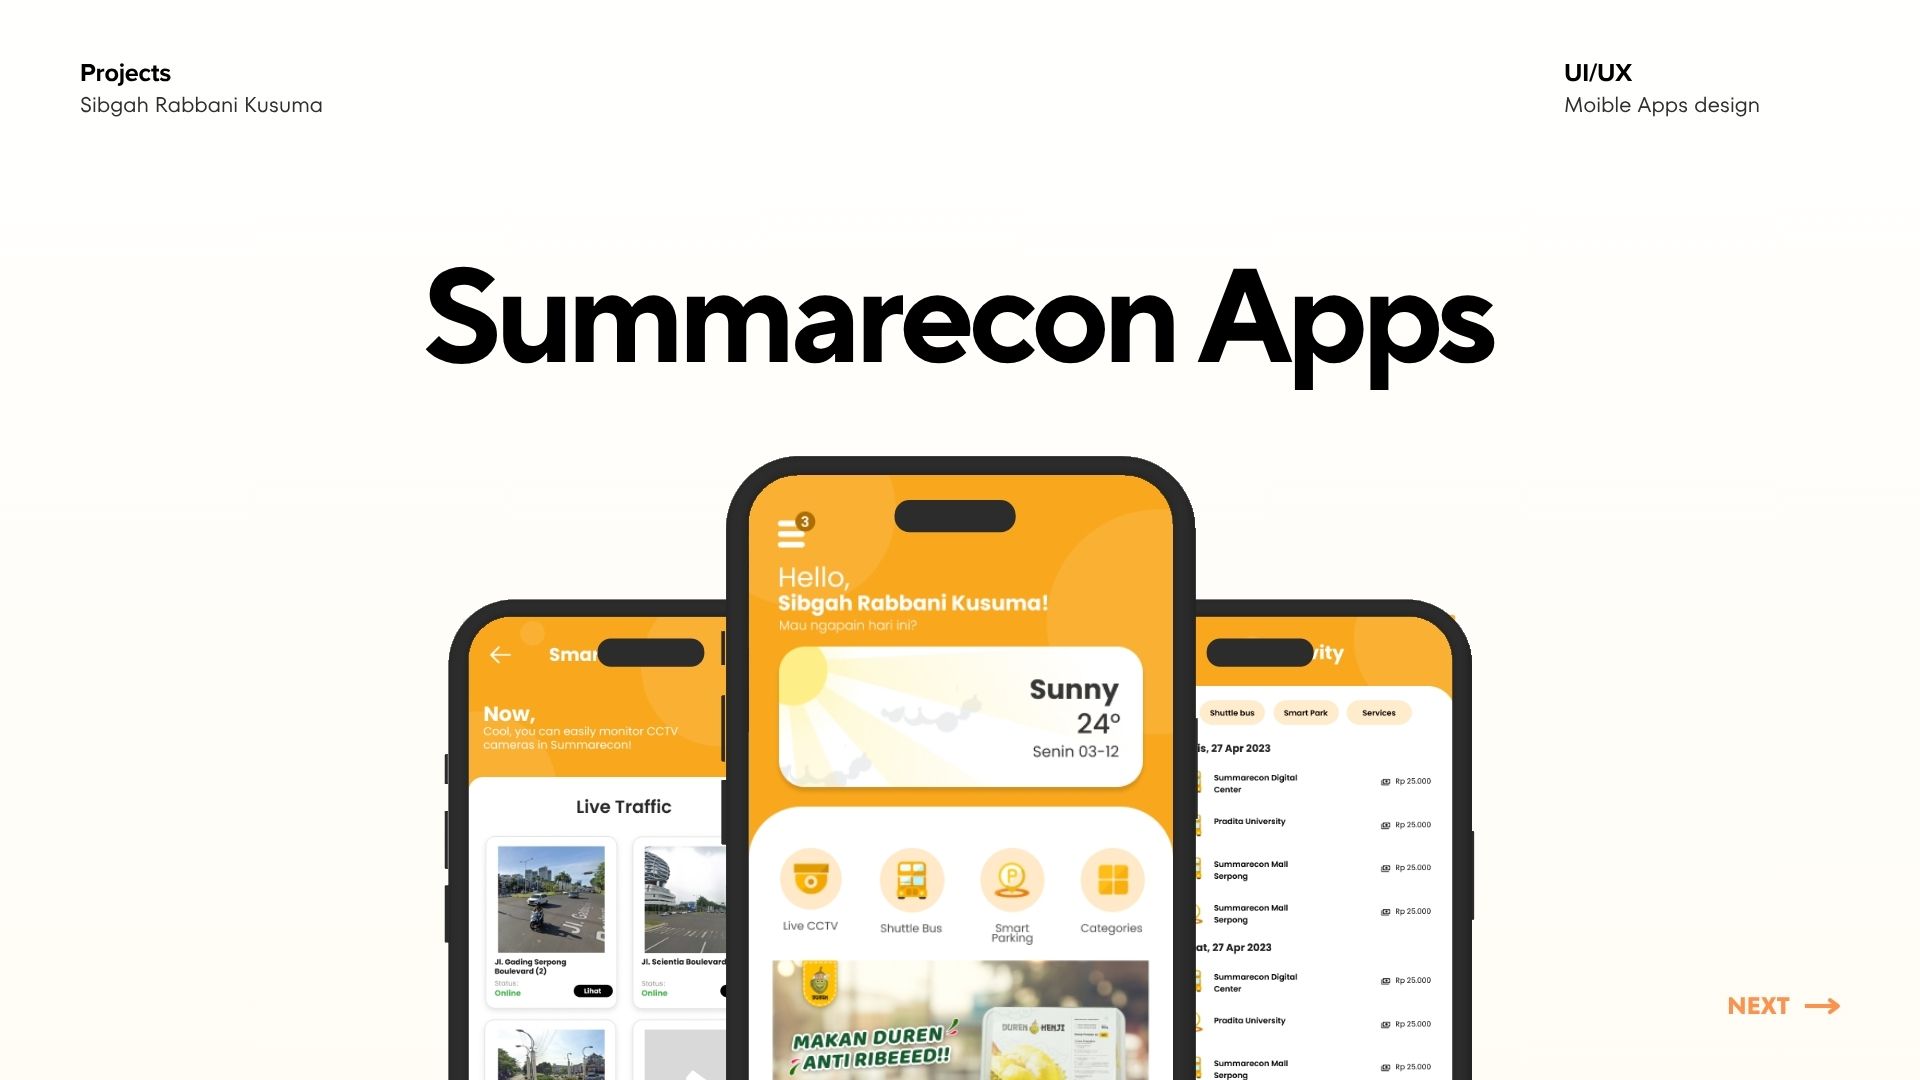 Projects
Sibgah Rabbani Kusuma
UI/UX
Moible Apps design
Summarecon Apps
3
Hello,
Sibgah Rabbani Kusuma!
Mau ngapain hari ini?
Sunny
24°
Senin 03-12
Live CCTV
Shuttle Bus
Smart
Parking
Categories
MAKAN DUREN
ANTI RIBEEED!!
DUREN HENJI
Smar
Now,
Cool, you can easily monitor CCTV
cameras in Summarecon!
Live Traffic
Jl. Gading Serpong
Boulevard (2)
Status:
Online
Lihat
Jl. Scientia Boulevard
Status:
Online
vity
Shuttle bus
Smart Park
Services
is, 27 Apr 2023
Summarecon Digital
Center
Rp 25.000
Pradita University
Rp 25.000
Summarecon Mall
Serpong
Rp 25.000
Summarecon Mall
Serpong
Rp 25.000
at, 27 Apr 2023
Summarecon Digital
Center
Rp 25.000
Pradita University
Rp 25.000
Summarecon Mall
Serpong
Rp 25.000
NEXT